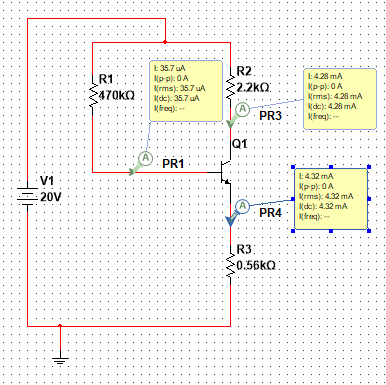 I: 35.7 uA
I(p-p): 0 A
I(rms): 35.7 uA
I(dc): 35.7 uA
I(freq): --
R1
470kΩ
R2
2.2kΩ
I: 4.28 mA
I(p-p): 0 A
I(rms): 4.28 mA
I(dc): 4.28 mA
I(freq): --
A
PR3
Q1
A
PR1
V1
20V
I: 4.32 mA
I(p-p): 0 A
I(rms): 4.32 mA
I(dc): 4.32 mA
I(freq): --
A
PR4
R3
0.56kΩ